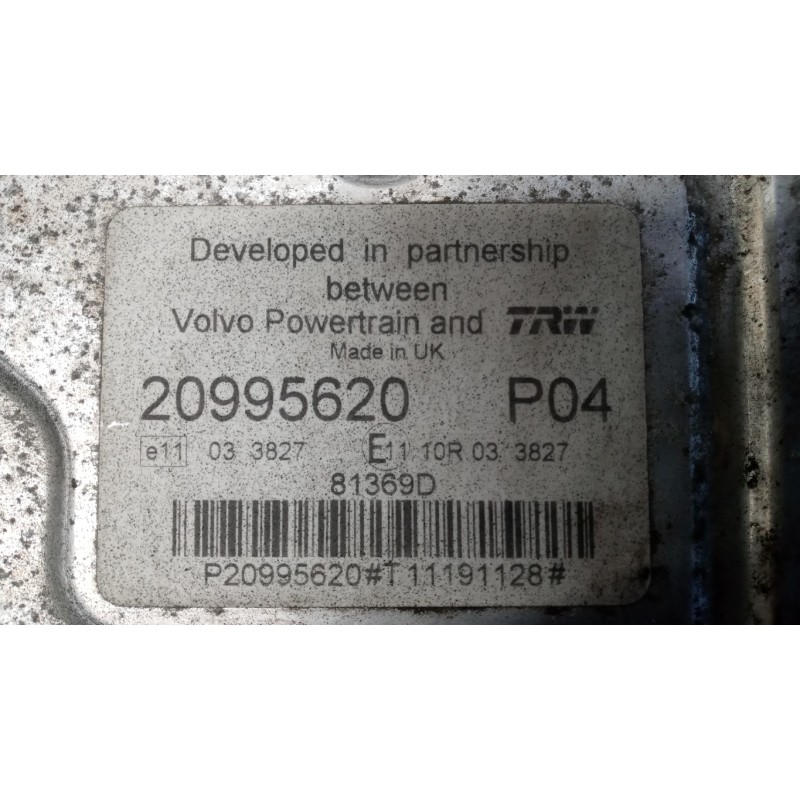 Developed in partnership
between
Volvo Powertrain and TRW
Made in UK
20995620 P04
e11 03 3827 E11 10R 03 3827
81369D
P20995620#T11191128#